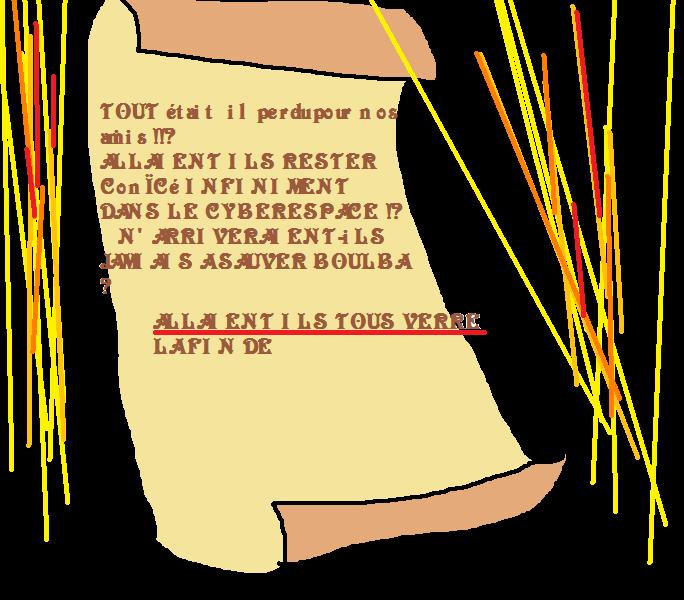 TOUT était il perdupour nos
amis !!?
ALLAIENT ILS RESTER
ConÏCé INFINIMENT
DANS LE CYBERESPACE !?
N'ARRIVERAIENT-iLS
JAMAIS ASAUVER BOULBA
?
ALLAIENT ILS TOUS VERRE
LAFIN DE